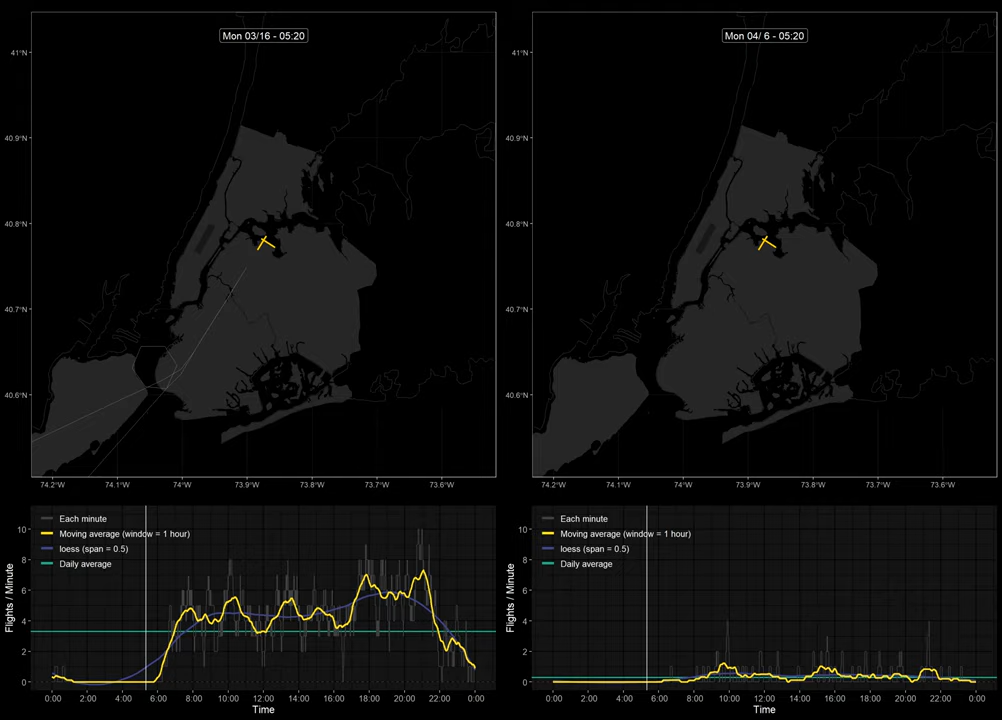 Mon 03/16 - 05:20
41°N
40.9°N
40.8°N
40.7°N
40.6°N
74.2°W 74.1°W 74°W 73.9°W 73.8°W 73.7°W 73.6°W
Mon 04/ 6 - 05:20
41°N
40.9°N
40.8°N
40.7°N
40.6°N
74.2°W 74.1°W 74°W 73.9°W 73.8°W 73.7°W 73.6°W
Each minute
Moving average (window = 1 hour)
loess (span = 0.5)
Daily average
Flights / Minute
10
8
6
4
2
0
0:00 2:00 4:00 6:00 8:00 10:00 12:00 14:00 16:00 18:00 20:00 22:00 0:00
Time
Each minute
Moving average (window = 1 hour)
loess (span = 0.5)
Daily average
Flights / Minute
10
8
6
4
2
0
0:00 2:00 4:00 6:00 8:00 10:00 12:00 14:00 16:00 18:00 20:00 22:00 0:00
Time